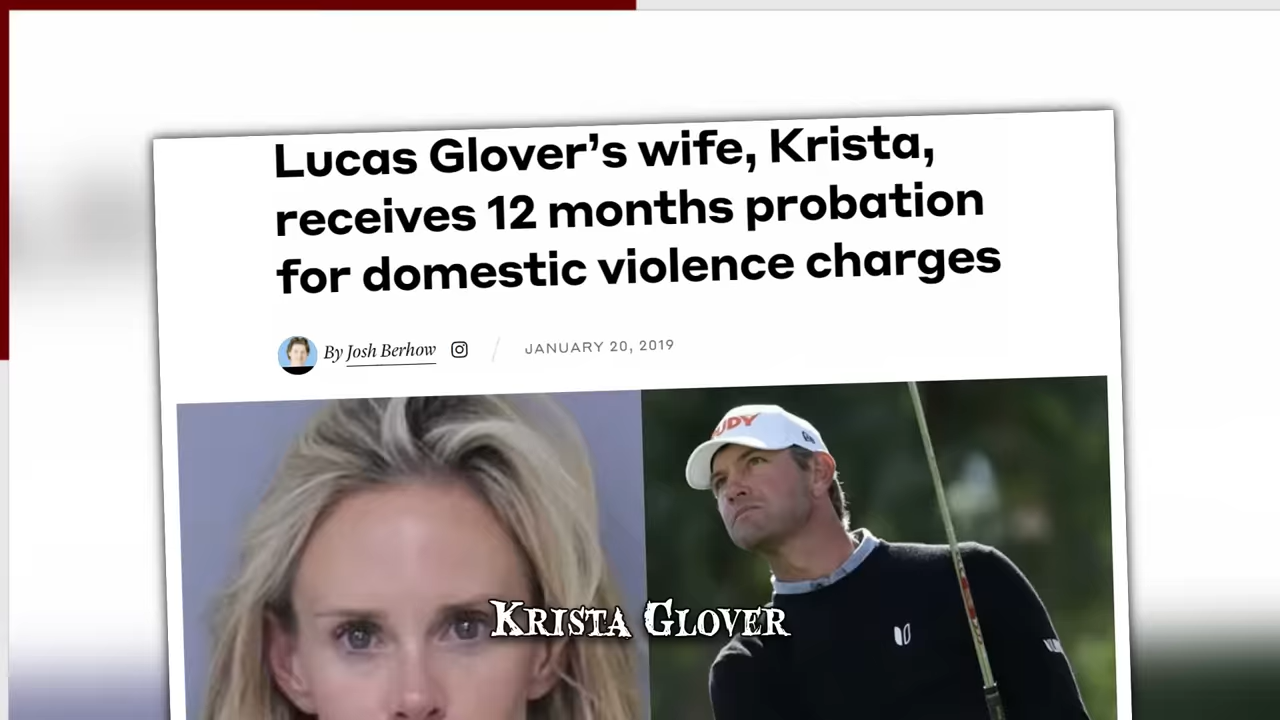 Lucas Glover’s wife, Krista,
receives 12 months probation
for domestic violence charges
By Josh Berhow / JANUARY 20, 2019
KRISTA GLOVER